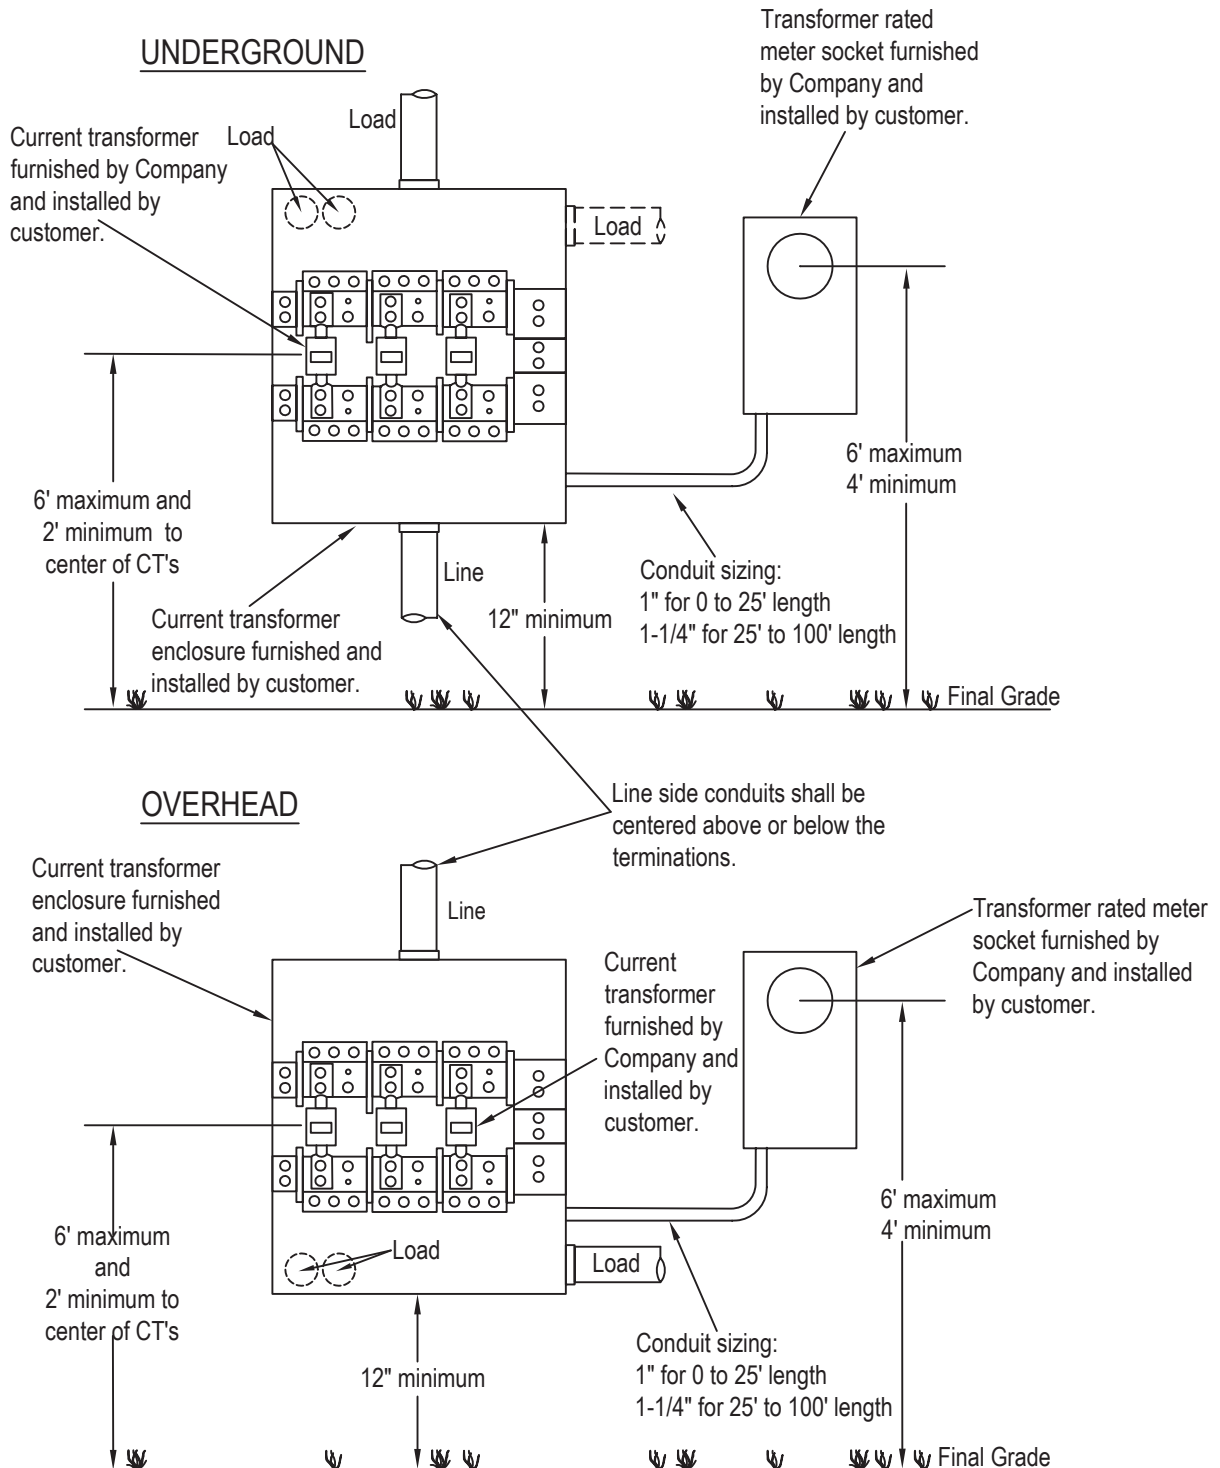 UNDERGROUND
Transformer rated
meter socket furnished
by Company and
installed by customer.
Current transformer
furnished by Company
and installed by
customer.
Load
Load
Load
6' maximum and
2' minimum to
center of CT's
6' maximum
4' minimum
Line
12" minimum
Conduit sizing:
1" for 0 to 25' length
1-1/4" for 25' to 100' length
Current transformer
enclosure furnished and
installed by customer.
Final Grade
Line side conduits shall be
centered above or below the
terminations.
OVERHEAD
Current transformer
enclosure furnished
and installed by
customer.
Line
Current
transformer
furnished by
Company and
installed by
customer.
Transformer rated meter
socket furnished by
Company and installed
by customer.
6' maximum
and
2' minimum to
center of CT's
Load
Load
6' maximum
4' minimum
12" minimum
Conduit sizing:
1" for 0 to 25' length
1-1/4" for 25' to 100' length
Final Grade